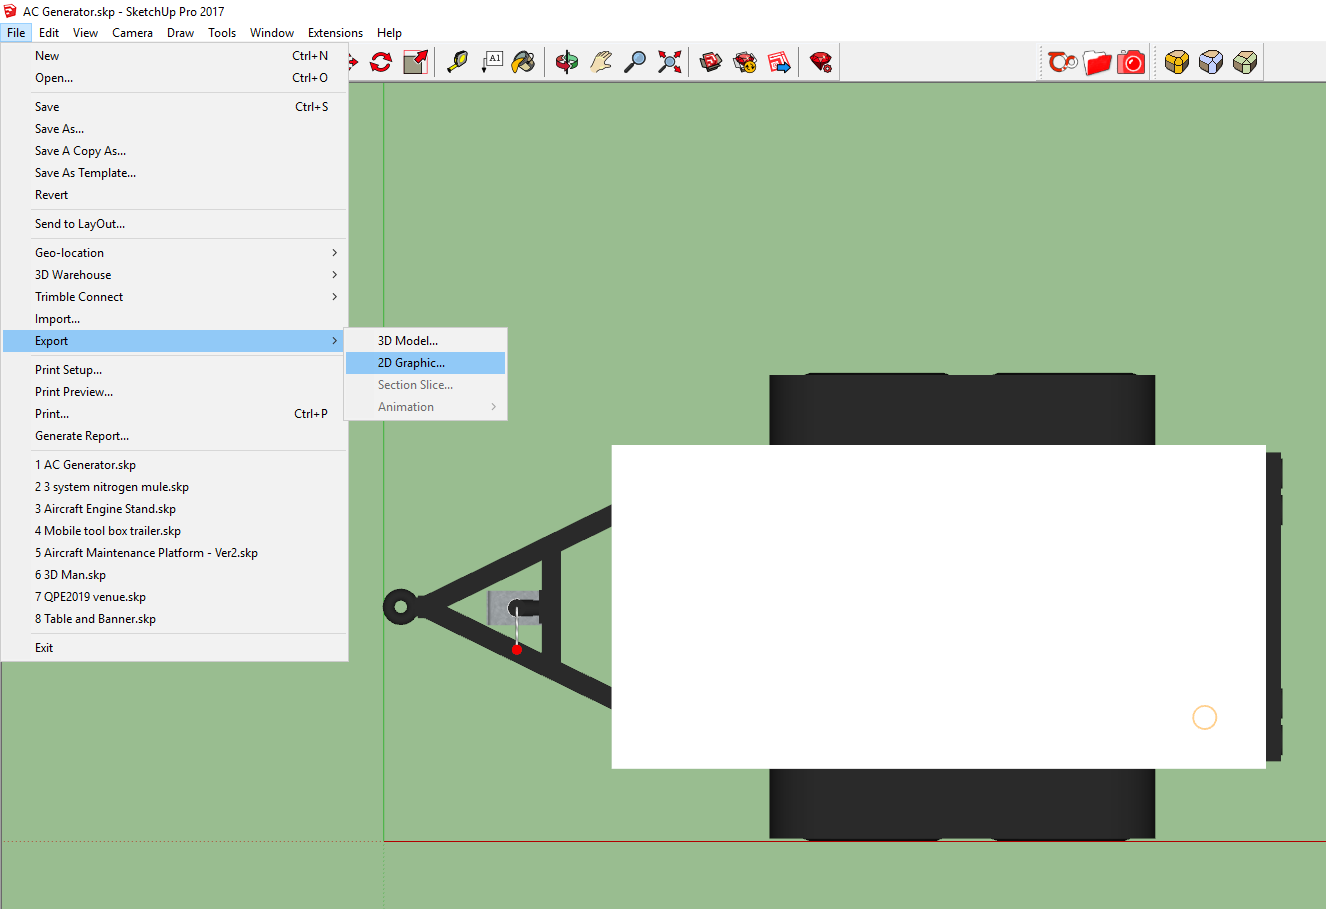 AC Generator.skp - SketchUp Pro 2017
File Edit View Camera Draw Tools Window Extensions Help
New Ctrl+N
Open... Ctrl+O
A1
Save Ctrl+S
Save As...
Save A Copy As...
Save As Template...
Revert
Send to LayOut...
Geo-location
3D Warehouse
Trimble Connect
Import...
Export
3D Model...
2D Graphic...
Section Slice...
Animation
Print Setup...
Print Preview...
Print... Ctrl+P
Generate Report...
1 AC Generator.skp
2 3 system nitrogen mule.skp
3 Aircraft Engine Stand.skp
4 Mobile tool box trailer.skp
5 Aircraft Maintenance Platform - Ver2.skp
6 3D Man.skp
7 QPE2019 venue.skp
8 Table and Banner.skp
Exit